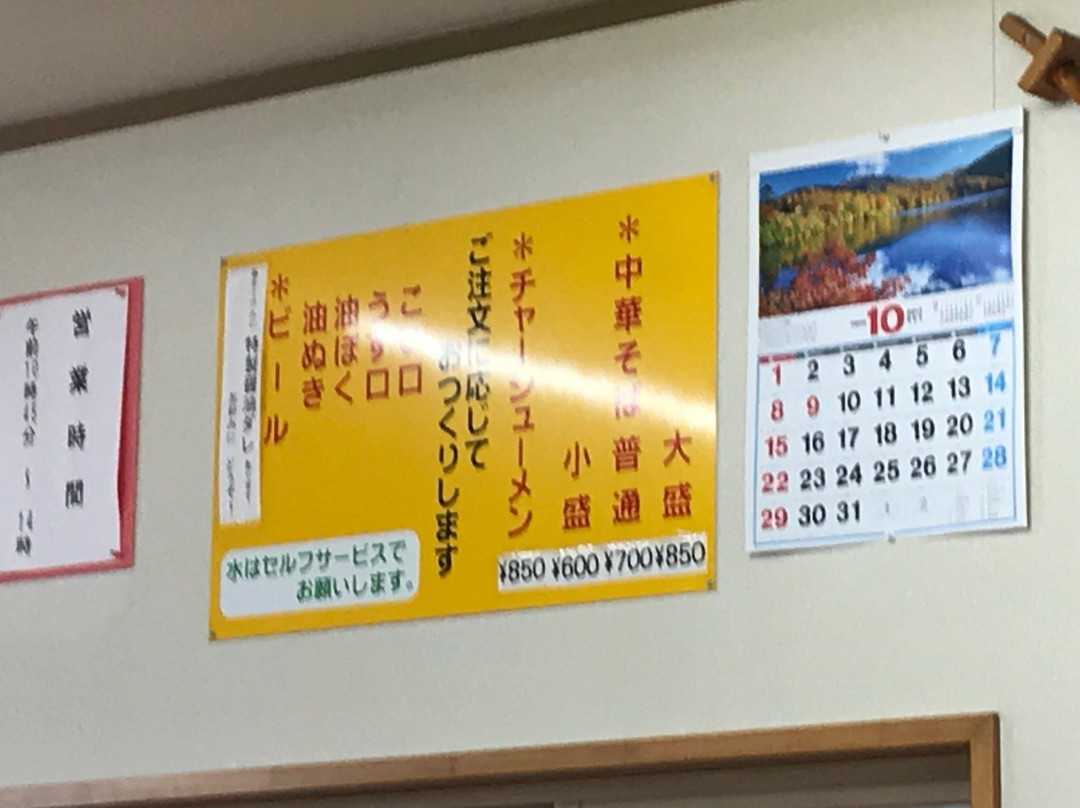 *中華そば
大盛
普通
小盛
*チャーシューメン
¥850 ¥600 ¥700 ¥850
ご注文に応じて
おつくりします
こい口
うす口
油ぼく
油ぬき
*ビール
水はセルフサービスで
お願いします。
営業時間
午前10時45分 ~ 14時
10
1 2 3 4 5 6 7
8 9 10 11 12 13 14
15 16 17 18 19 20 21
22 23 24 25 26 27 28
29 30 31